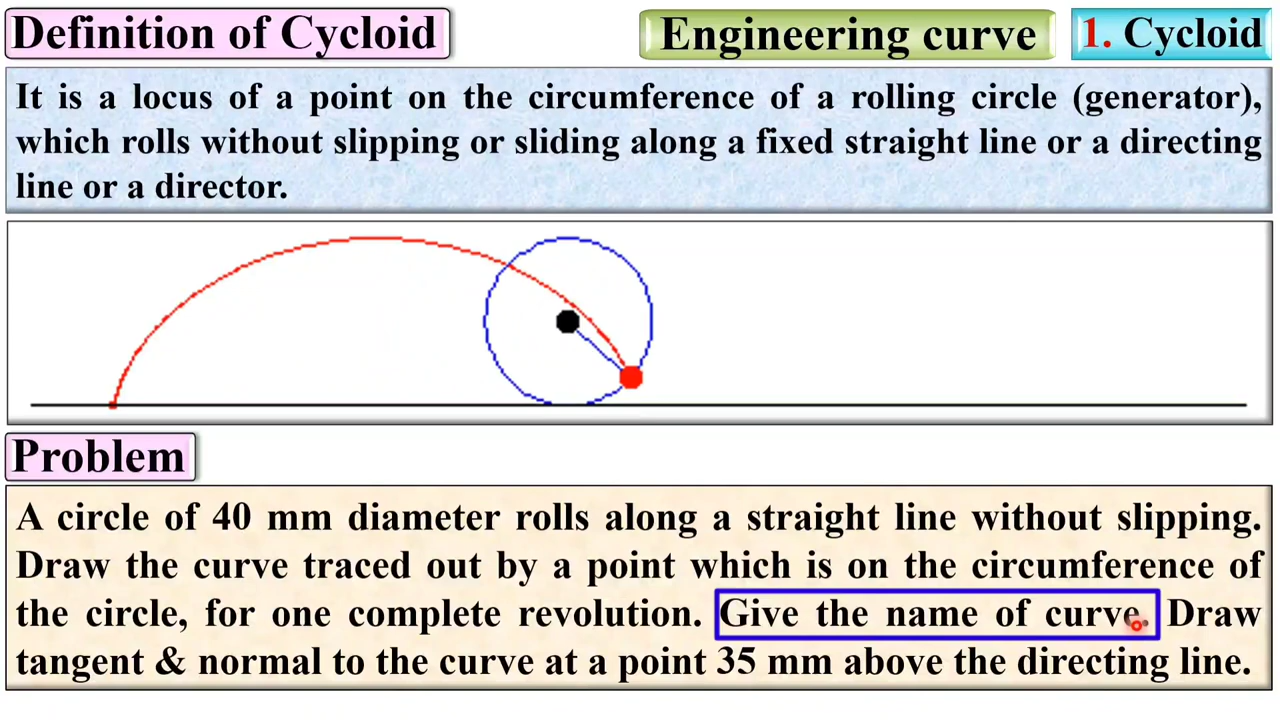 Definition of Cycloid
Engineering curve
1. Cycloid
It is a locus of a point on the circumference of a rolling circle (generator),
which rolls without slipping or sliding along a fixed straight line or a directing
line or a director.
Problem
A circle of 40 mm diameter rolls along a straight line without slipping.
Draw the curve traced out by a point which is on the circumference of
the circle, for one complete revolution. Give the name of curve. Draw
tangent & normal to the curve at a point 35 mm above the directing line.